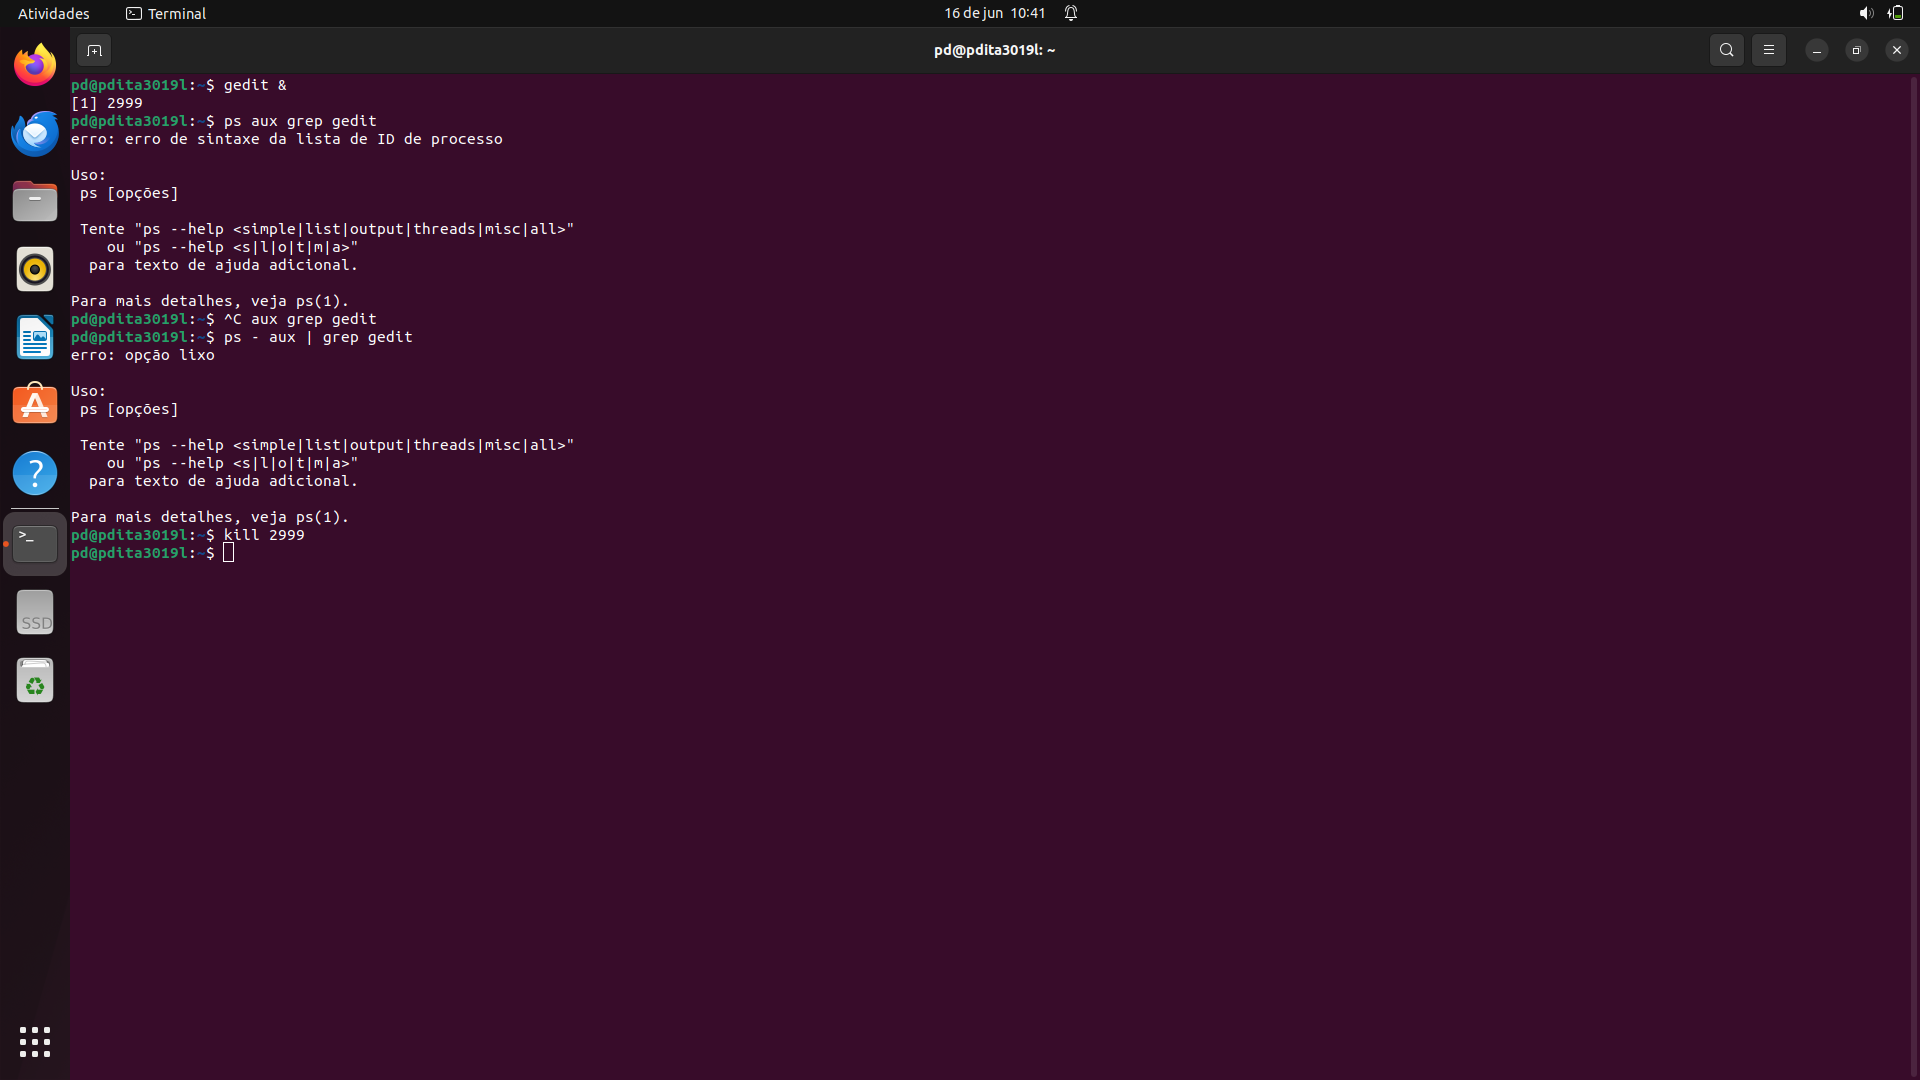 Atividades
Terminal
16 de jun 10:41
pd@pdita3019l: ~
pd@pdita3019l:~$ gedit &
[1] 2999
pd@pdita3019l:~$ ps aux grep gedit
erro: erro de sintaxe da lista de ID de processo
Uso:
ps [opções]
Tente "ps --help <simple|list|output|threads|misc|all>"
ou "ps --help <s|l|o|t|m|a>"
para texto de ajuda adicional.
Para mais detalhes, veja ps(1).
pd@pdita3019l:~$ ^C aux grep gedit
pd@pdita3019l:~$ ps - aux | grep gedit
erro: opção lixo
Uso:
ps [opções]
Tente "ps --help <simple|list|output|threads|misc|all>"
ou "ps --help <s|l|o|t|m|a>"
para texto de ajuda adicional.
Para mais detalhes, veja ps(1).
pd@pdita3019l:~$ kill 2999
pd@pdita3019l:~$
SSD